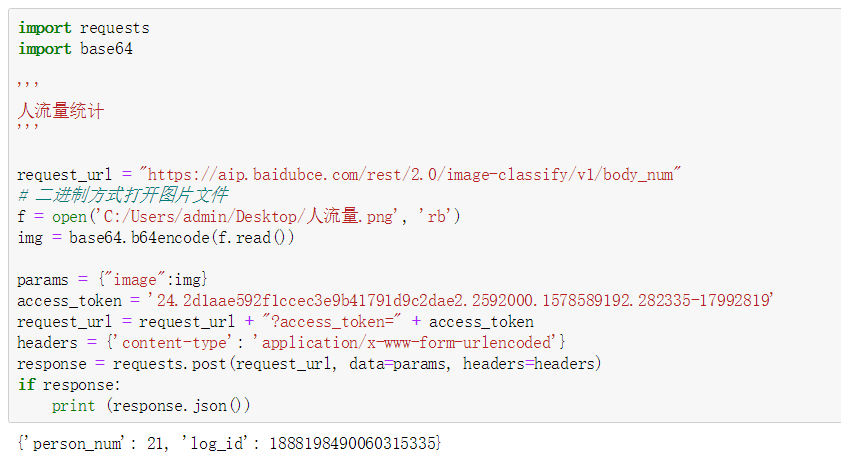 import requests
import base64
'''
人流量统计
'''
request_url = "https://aip.baidubce.com/rest/2.0/image-classify/v1/body_num"
# 二进制方式打开图片文件
f = open('C:/Users/admin/Desktop/人流量.png', 'rb')
img = base64.b64encode(f.read())
params = {"image":img}
access_token = '24.2d1aae592f1ccec3e9b41791d9c2dae2.2592000.1578589192.282335-17992819'
request_url = request_url + "?access_token=" + access_token
headers = {'content-type': 'application/x-www-form-urlencoded'}
response = requests.post(request_url, data=params, headers=headers)
if response:
    print (response.json())
{'person_num': 21, 'log_id': 1888198490060315335}